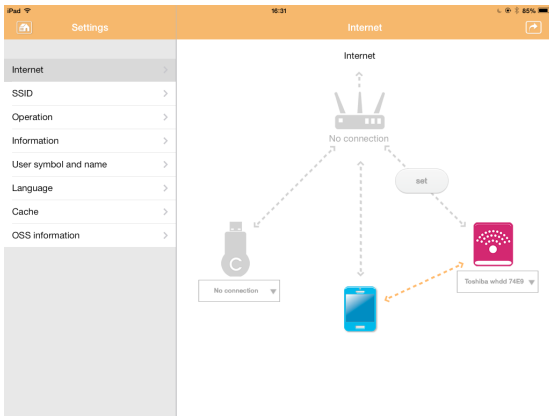 iPad 16:31 85%
Settings
Internet
Internet
SSID
Operation
Information
User symbol and name
Language
Cache
OSS information
Internet
No connection
set
C
No connection
Toshiba whdd 74E9